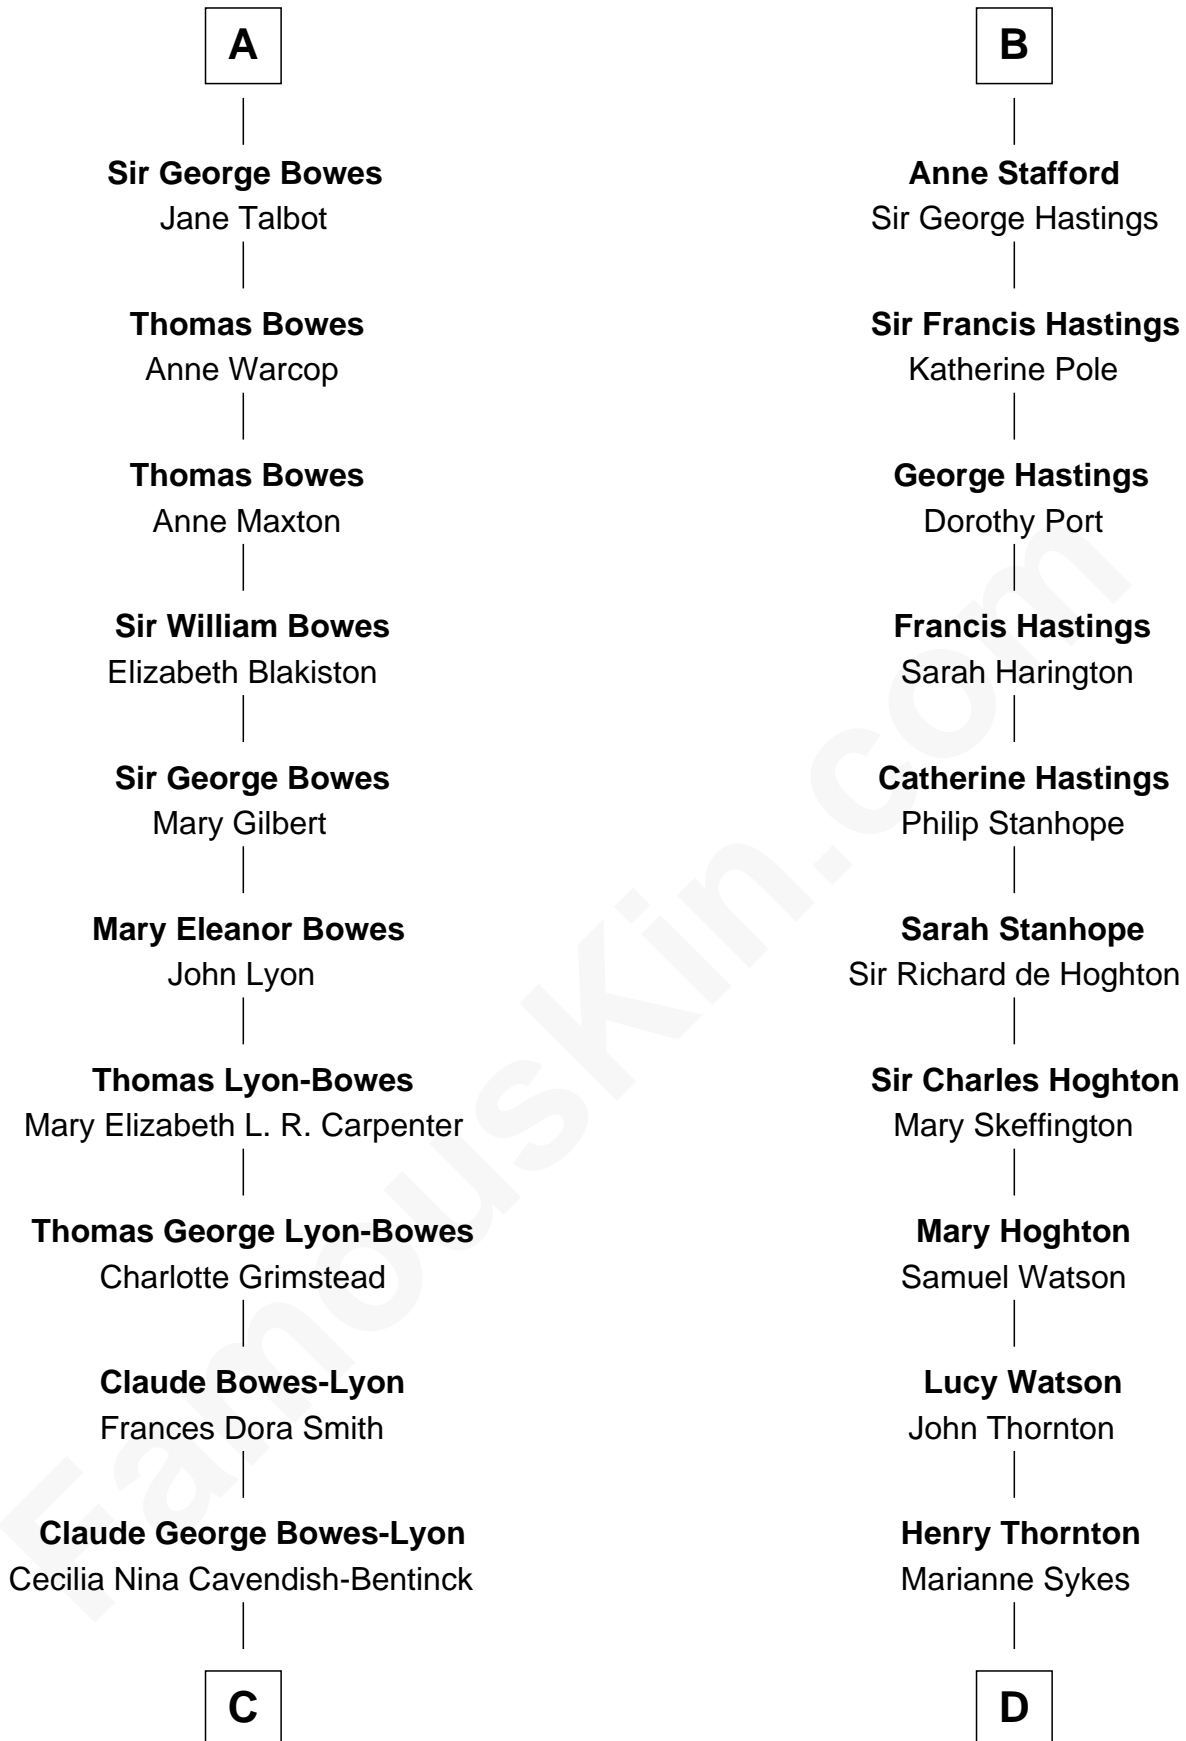 A
Sir George Bowes
Jane Talbot
Thomas Bowes
Anne Warcop
Thomas Bowes
Anne Maxton
Sir William Bowes
Elizabeth Blakiston
Sir George Bowes
Mary Gilbert
Mary Eleanor Bowes
John Lyon
Thomas Lyon-Bowes
Mary Elizabeth L. R. Carpenter
Thomas George Lyon-Bowes
Charlotte Grimstead
Claude Bowes-Lyon
Frances Dora Smith
Claude George Bowes-Lyon
Cecilia Nina Cavendish-Bentinck
C
B
Anne Stafford
Sir George Hastings
Sir Francis Hastings
Katherine Pole
George Hastings
Dorothy Port
Francis Hastings
Sarah Harington
Catherine Hastings
Philip Stanhope
Sarah Stanhope
Sir Richard de Hoghton
Sir Charles Hoghton
Mary Skeffington
Mary Hoghton
Samuel Watson
Lucy Watson
John Thornton
Henry Thornton
Marianne Sykes
D
FamousKin.com